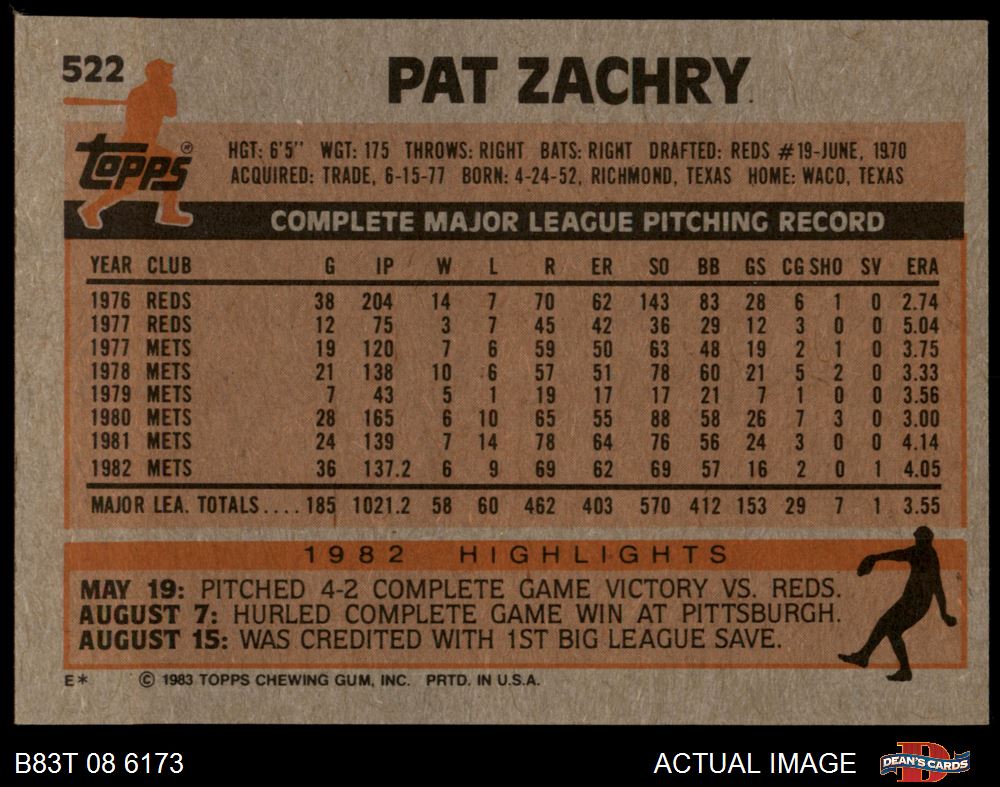 522
PAT ZACHRY
TOPPS®
HGT: 6'5" WGT: 175 THROWS: RIGHT BATS: RIGHT DRAFTED: REDS #19-JUNE, 1970
ACQUIRED: TRADE, 6-15-77 BORN: 4-24-52, RICHMOND, TEXAS HOME: WACO, TEXAS
COMPLETE MAJOR LEAGUE PITCHING RECORD
YEAR CLUB G IP W L R ER SO BB GS CG SHO SV ERA
1976 REDS 38 204 14 7 70 62 143 83 28 6 1 0 2.74
1977 REDS 12 75 3 7 45 42 36 29 12 3 0 0 5.04
1977 METS 19 120 7 6 59 50 63 48 19 2 1 0 3.75
1978 METS 21 138 10 6 57 51 78 60 21 5 2 0 3.33
1979 METS 7 43 5 1 19 17 17 21 7 1 0 0 3.56
1980 METS 28 165 6 10 65 55 88 58 26 7 3 0 3.00
1981 METS 24 139 7 14 78 64 76 56 24 3 0 0 4.14
1982 METS 36 137.2 6 9 69 62 69 57 16 2 0 1 4.05
MAJOR LEA. TOTALS.... 185 1021.2 58 60 462 403 570 412 153 29 7 1 3.55
1982 HIGHLIGHTS
MAY 19: PITCHED 4-2 COMPLETE GAME VICTORY VS. REDS.
AUGUST 7: HURLED COMPLETE GAME WIN AT PITTSBURGH.
AUGUST 15: WAS CREDITED WITH 1ST BIG LEAGUE SAVE.
E* © 1983 TOPPS CHEWING GUM, INC. PRTD. IN U.S.A.
B83T 08 6173 ACTUAL IMAGE DEAN'S CARDS